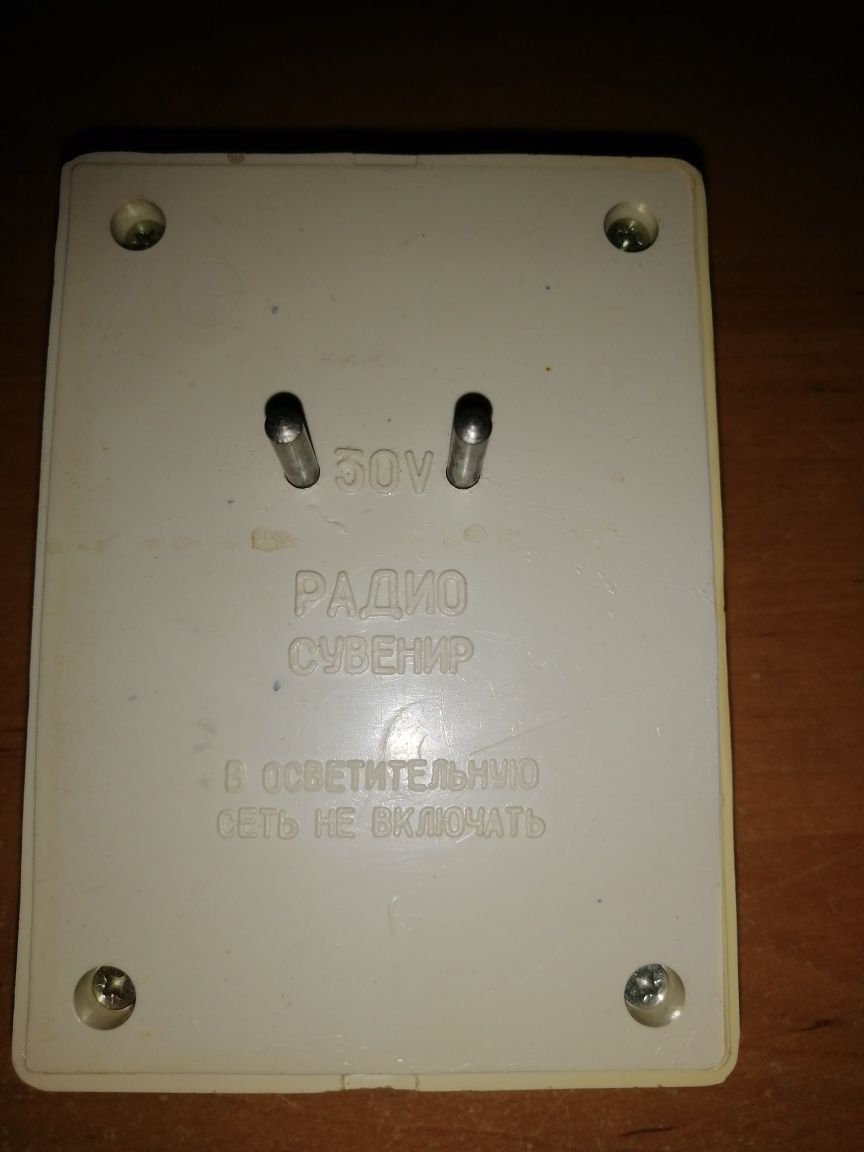 30V
РАДИО
СУВЕНИР
В ОСВЕТИТЕЛЬНУЮ
СЕТЬ НЕ ВКЛЮЧАТЬ